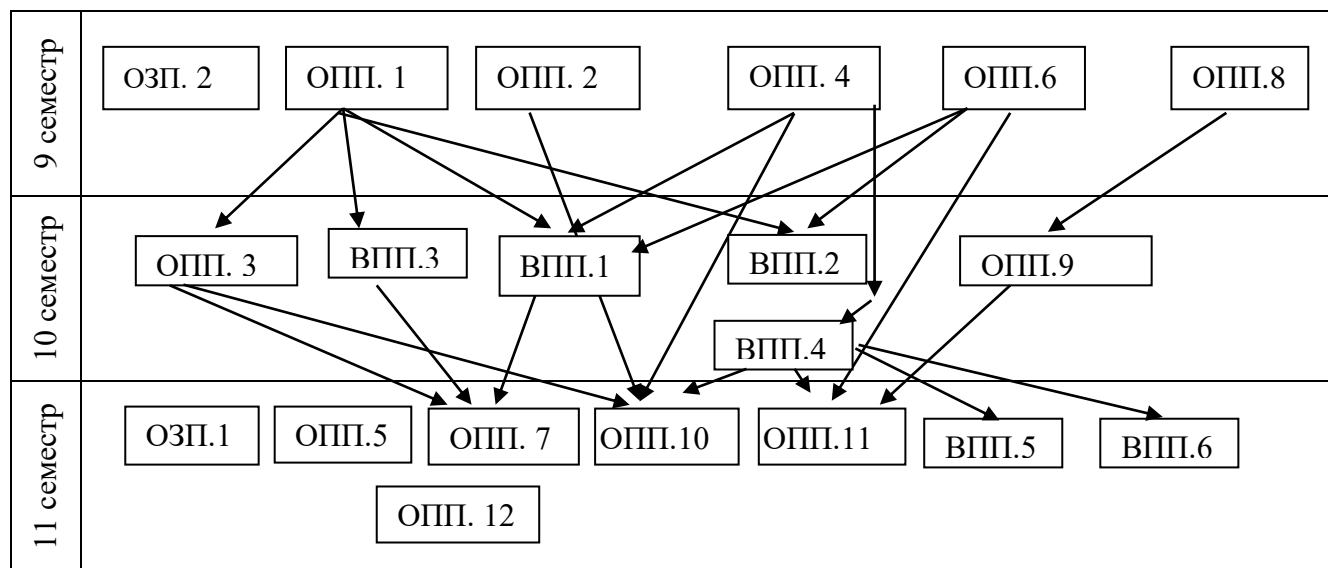 9 семестр
ОЗП. 2
ОПП. 1
ОПП. 2
ОПП. 4
ОПП.6
ОПП.8
10 семестр
ОПП. 3
ВПП.3
ВПП.1
ВПП.2
ОПП.9
ВПП.4
11 семестр
ОЗП.1
ОПП.5
ОПП. 7
ОПП.10
ОПП.11
ВПП.5
ВПП.6
ОПП. 12